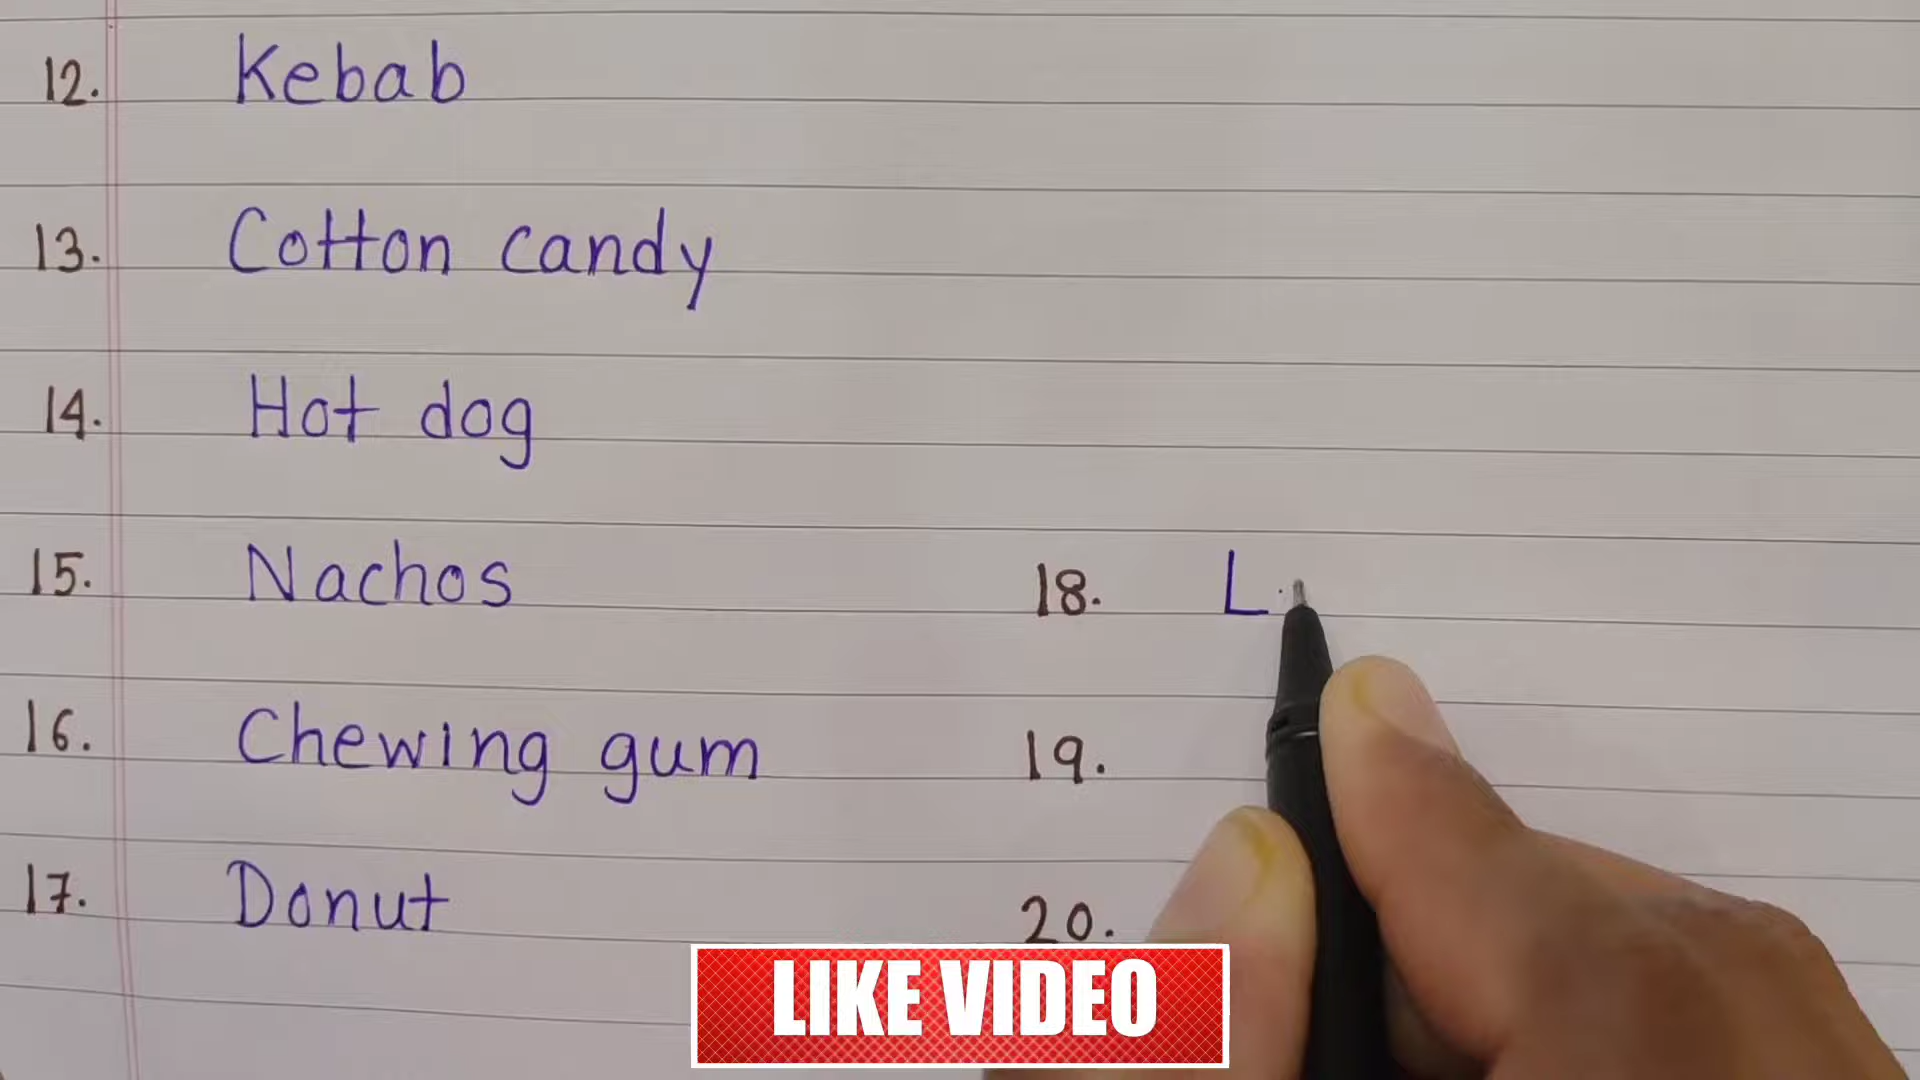 12. Kebab
13. Cotton candy
14. Hot dog
15. Nachos
16. Chewing gum
17. Donut
18. L
19.
20.
LIKE VIDEO